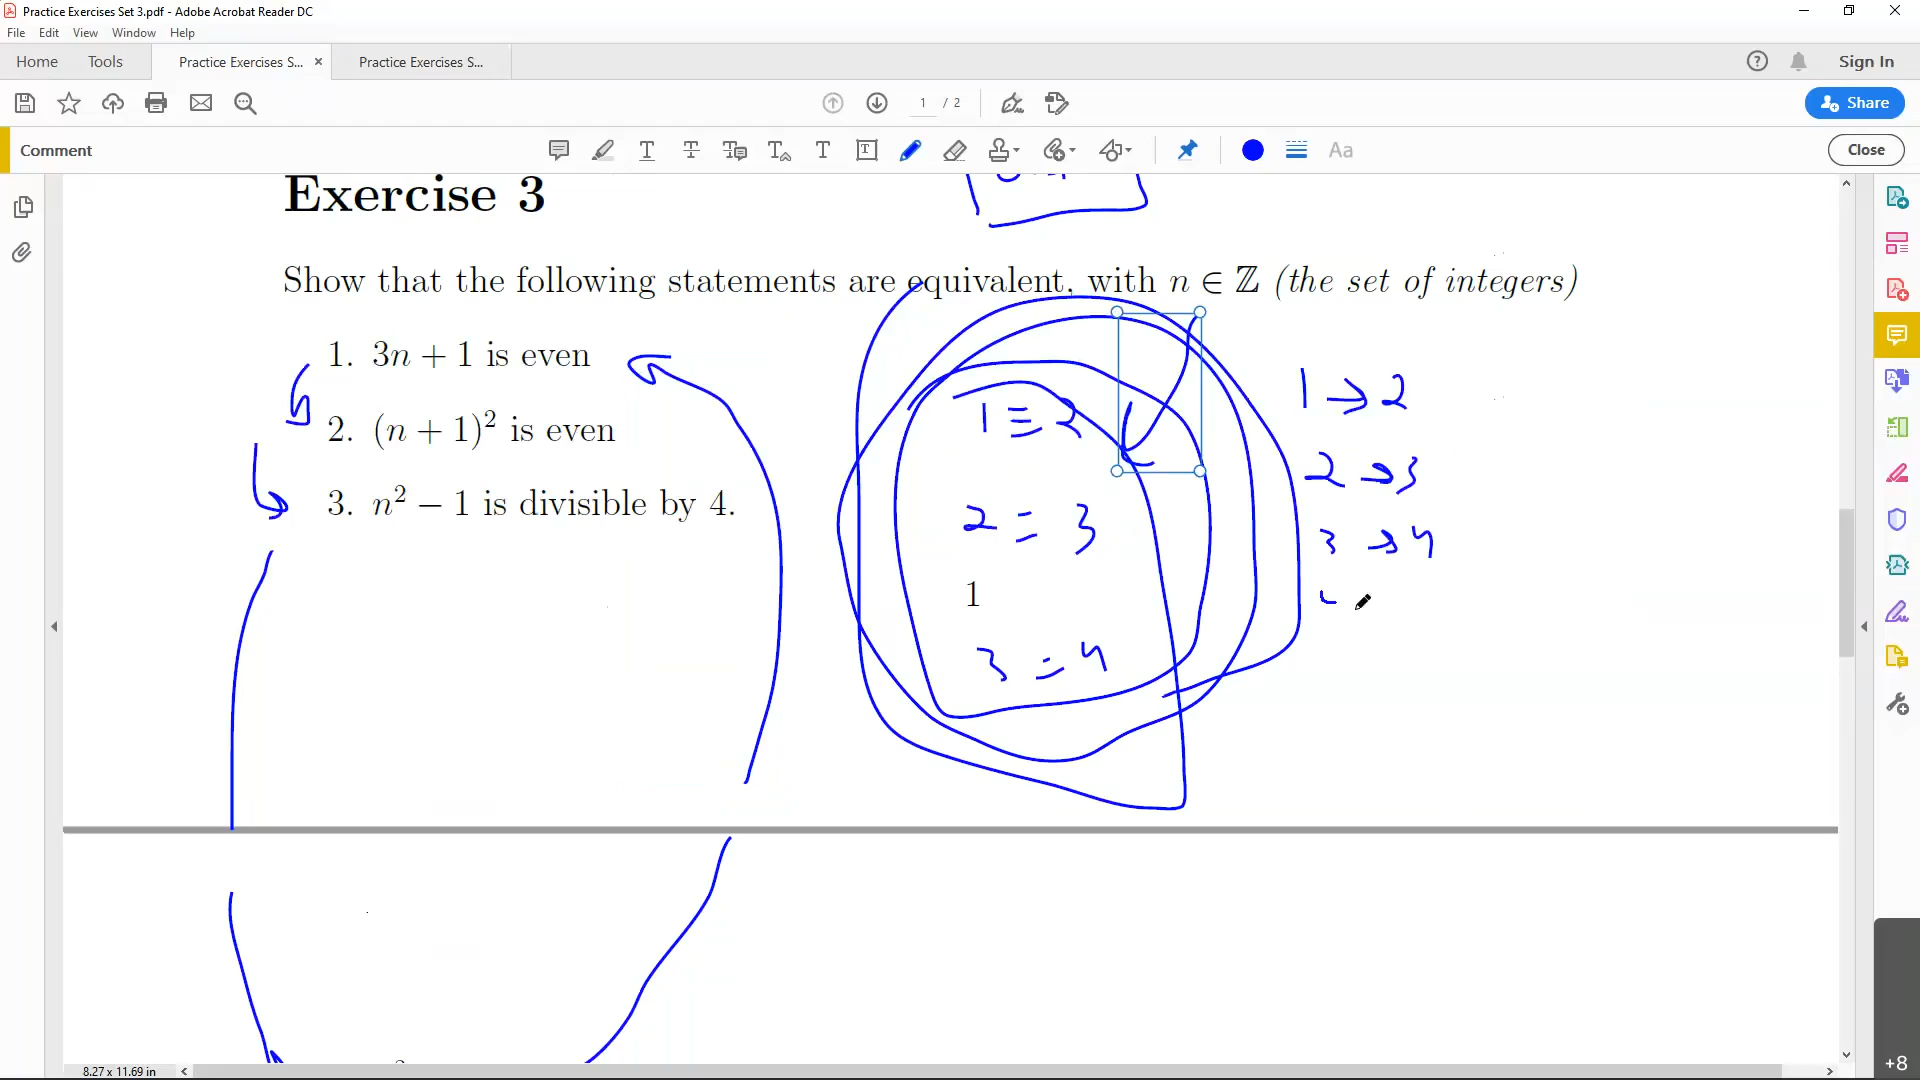 Practice Exercises Set 3.pdf - Adobe Acrobat Reader DC
File Edit View Window Help
Home Tools Practice Exercises S... × Practice Exercises S... Sign In
1 / 2 Share
Comment Aa Close
Exercise 3
Show that the following statements are equivalent, with n ∈ ℤ (the set of integers)
1. 3n + 1 is even
2. (n + 1)² is even
3. n² − 1 is divisible by 4.
1 ≡ 2
2 = 3
1
3 = 4
1 → 2
2 → 3
3 → 4
8.27 x 11.69 in
+8